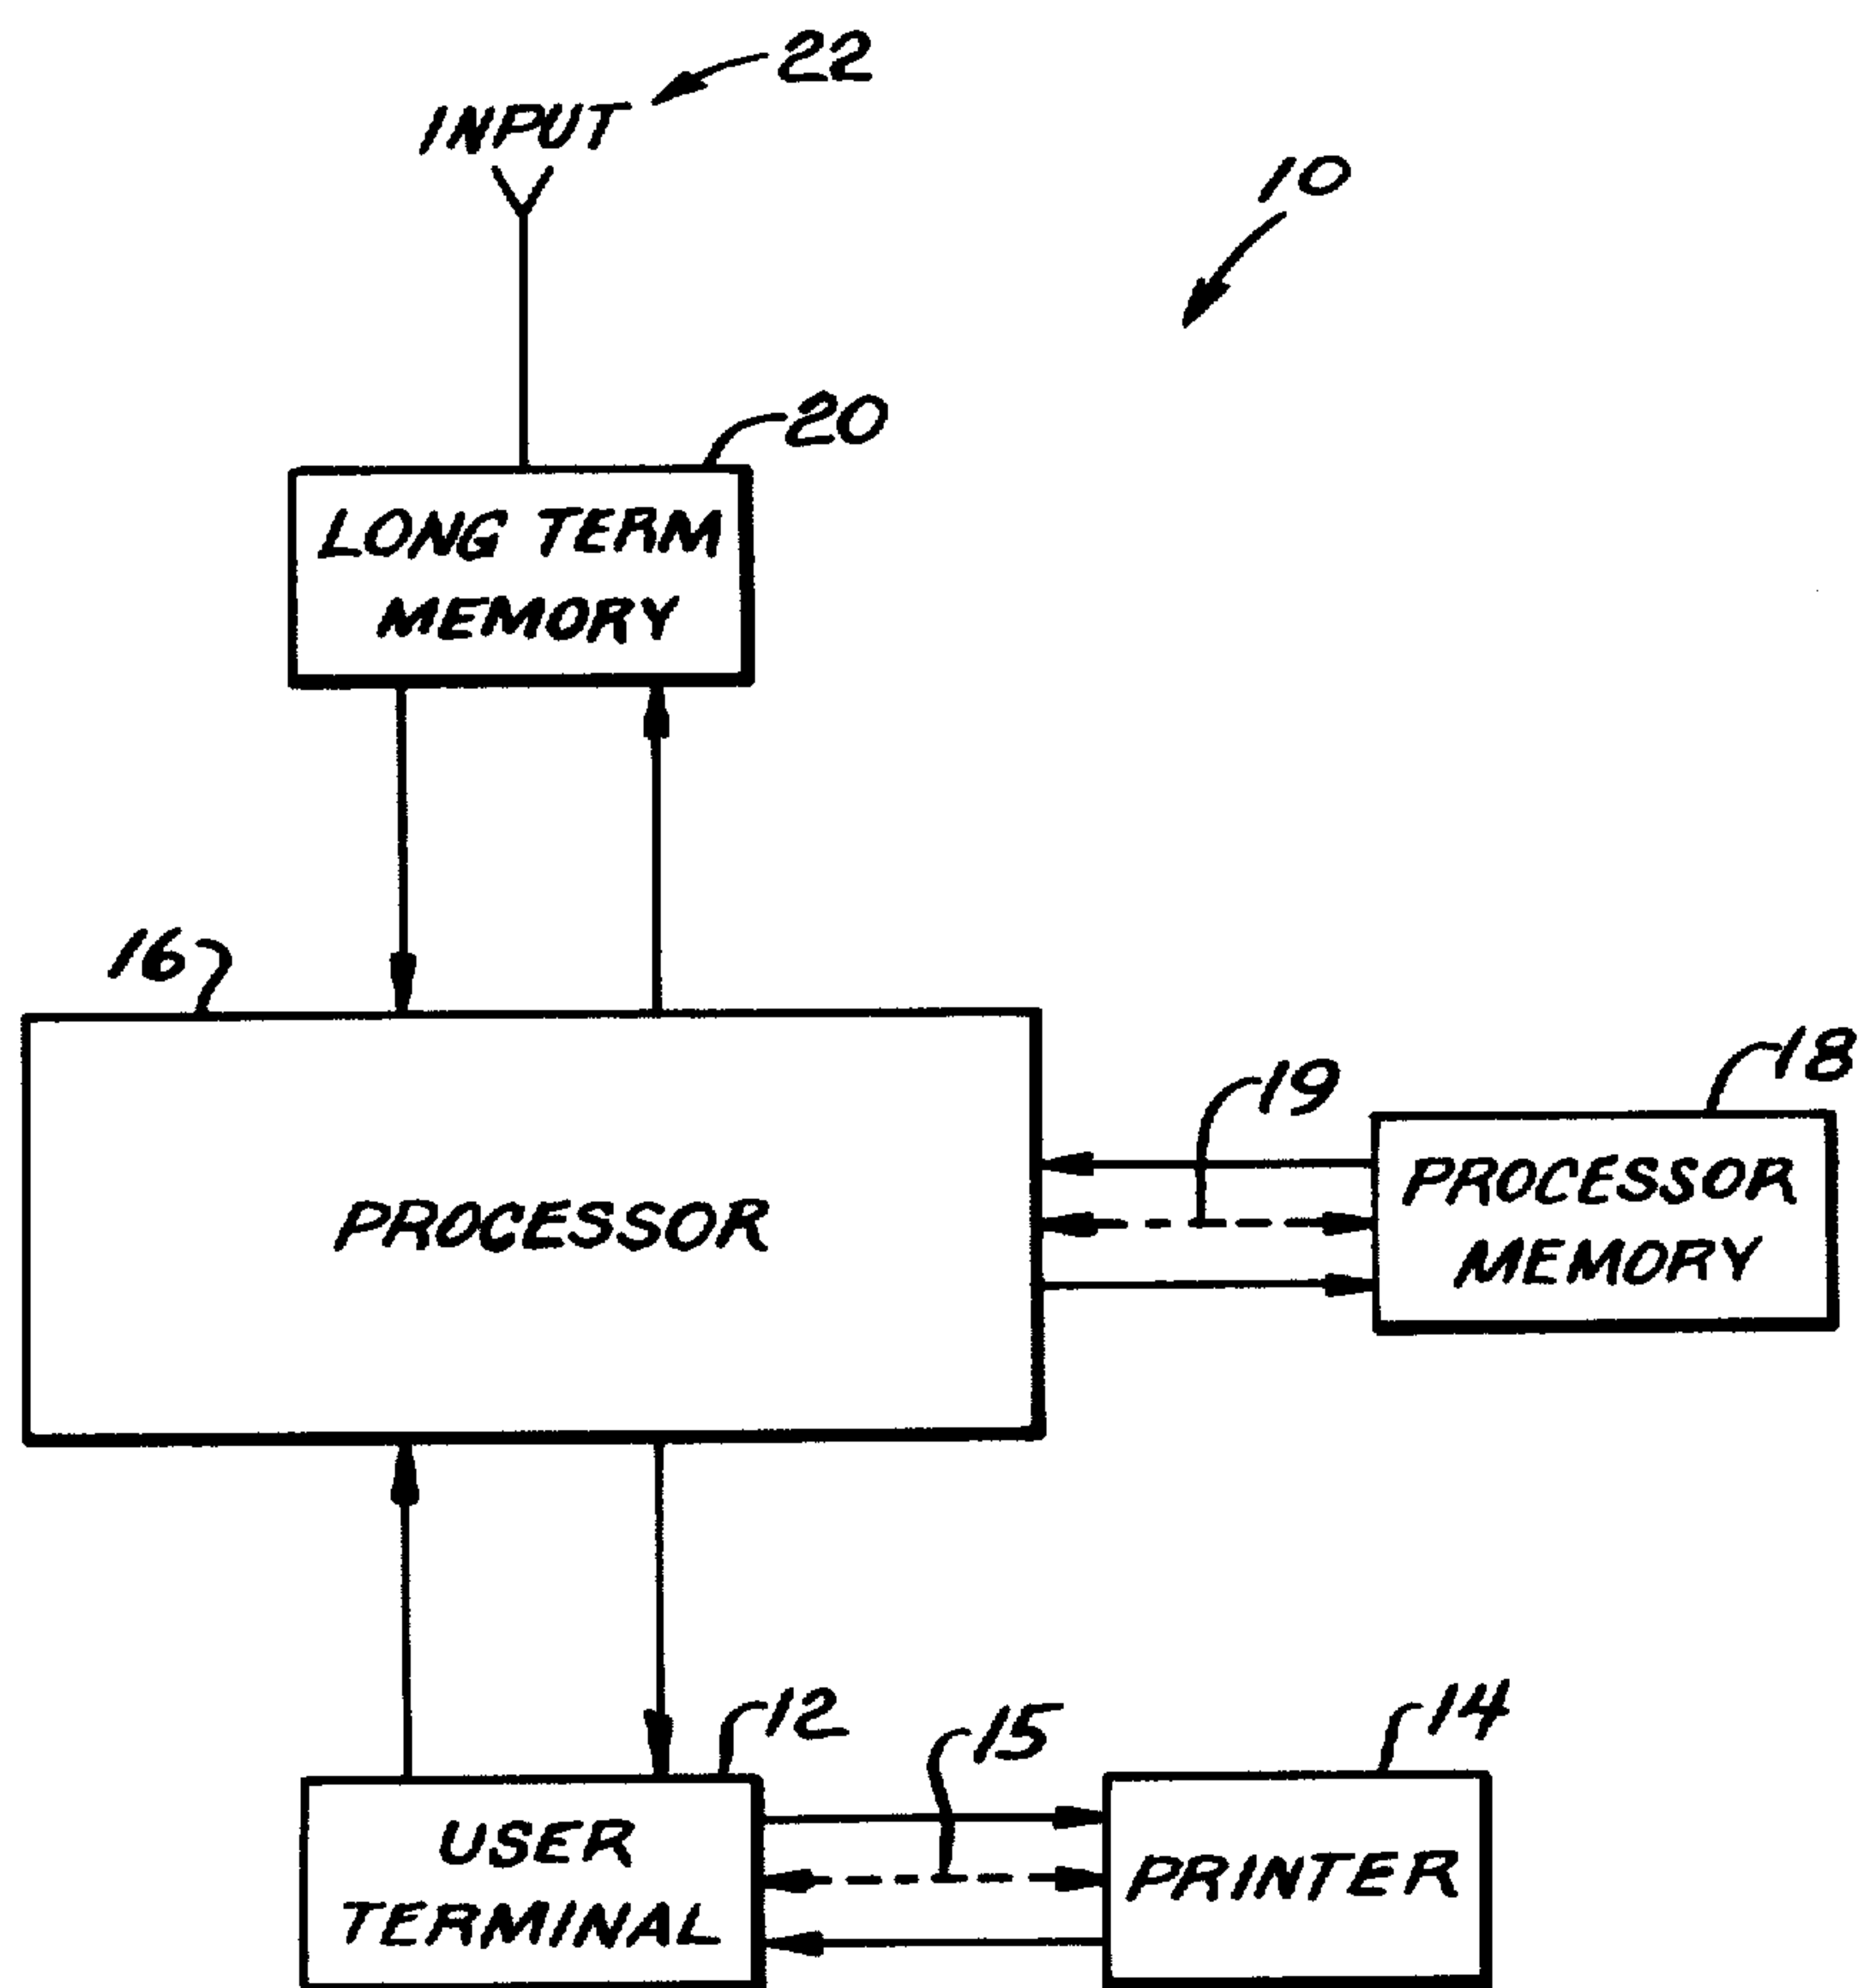 22
INPUT
10
20
LONG TERM
MEMORY
16
18
19
PROCESSOR
PROCESSOR
MEMORY
12
15
14
USER
TERMINAL
PRINTER